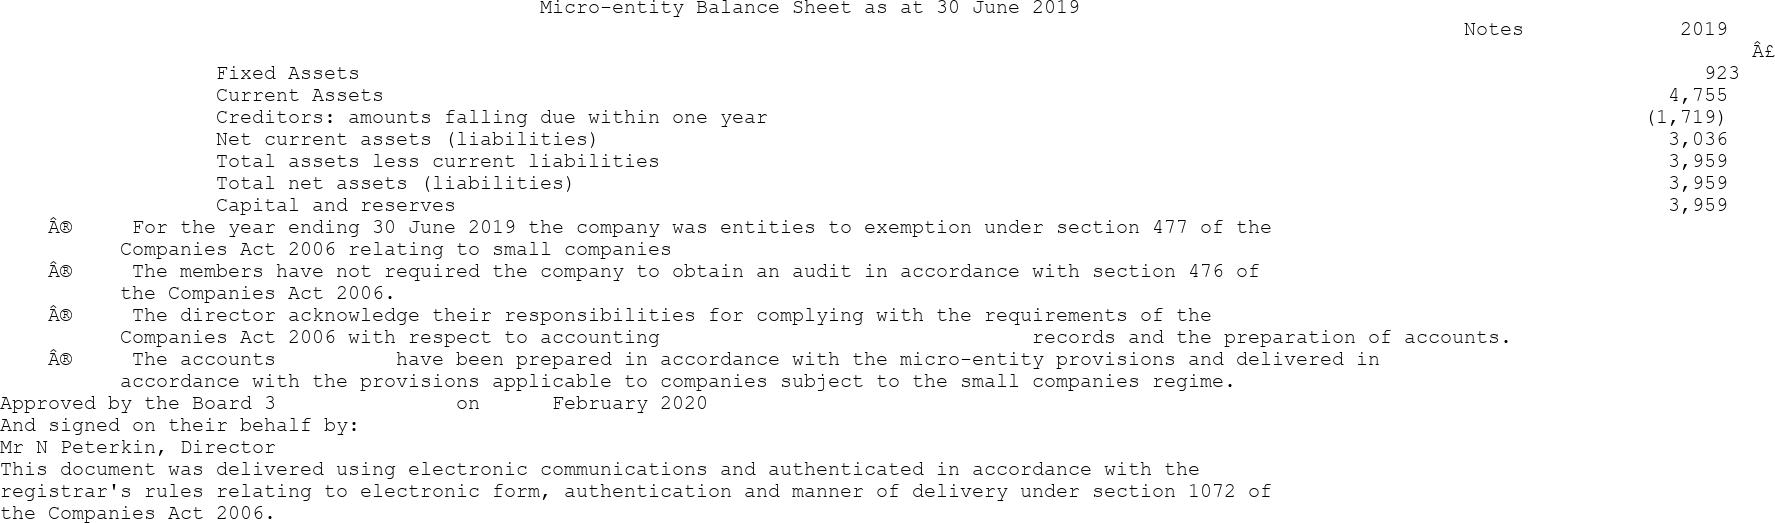 Micro-entity Balance Sheet as at 30 June 2019
Notes 2019
Â£
Fixed Assets 923
Current Assets 4,755
Creditors: amounts falling due within one year (1,719)
Net current assets (liabilities) 3,036
Total assets less current liabilities 3,959
Total net assets (liabilities) 3,959
Capital and reserves 3,959
Â® For the year ending 30 June 2019 the company was entities to exemption under section 477 of the
Companies Act 2006 relating to small companies
Â® The members have not required the company to obtain an audit in accordance with section 476 of
the Companies Act 2006.
Â® The director acknowledge their responsibilities for complying with the requirements of the
Companies Act 2006 with respect to accounting records and the preparation of accounts.
Â® The accounts have been prepared in accordance with the micro-entity provisions and delivered in
accordance with the provisions applicable to companies subject to the small companies regime.
Approved by the Board 3 on February 2020
And signed on their behalf by:
Mr N Peterkin, Director
This document was delivered using electronic communications and authenticated in accordance with the
registrar's rules relating to electronic form, authentication and manner of delivery under section 1072 of
the Companies Act 2006.